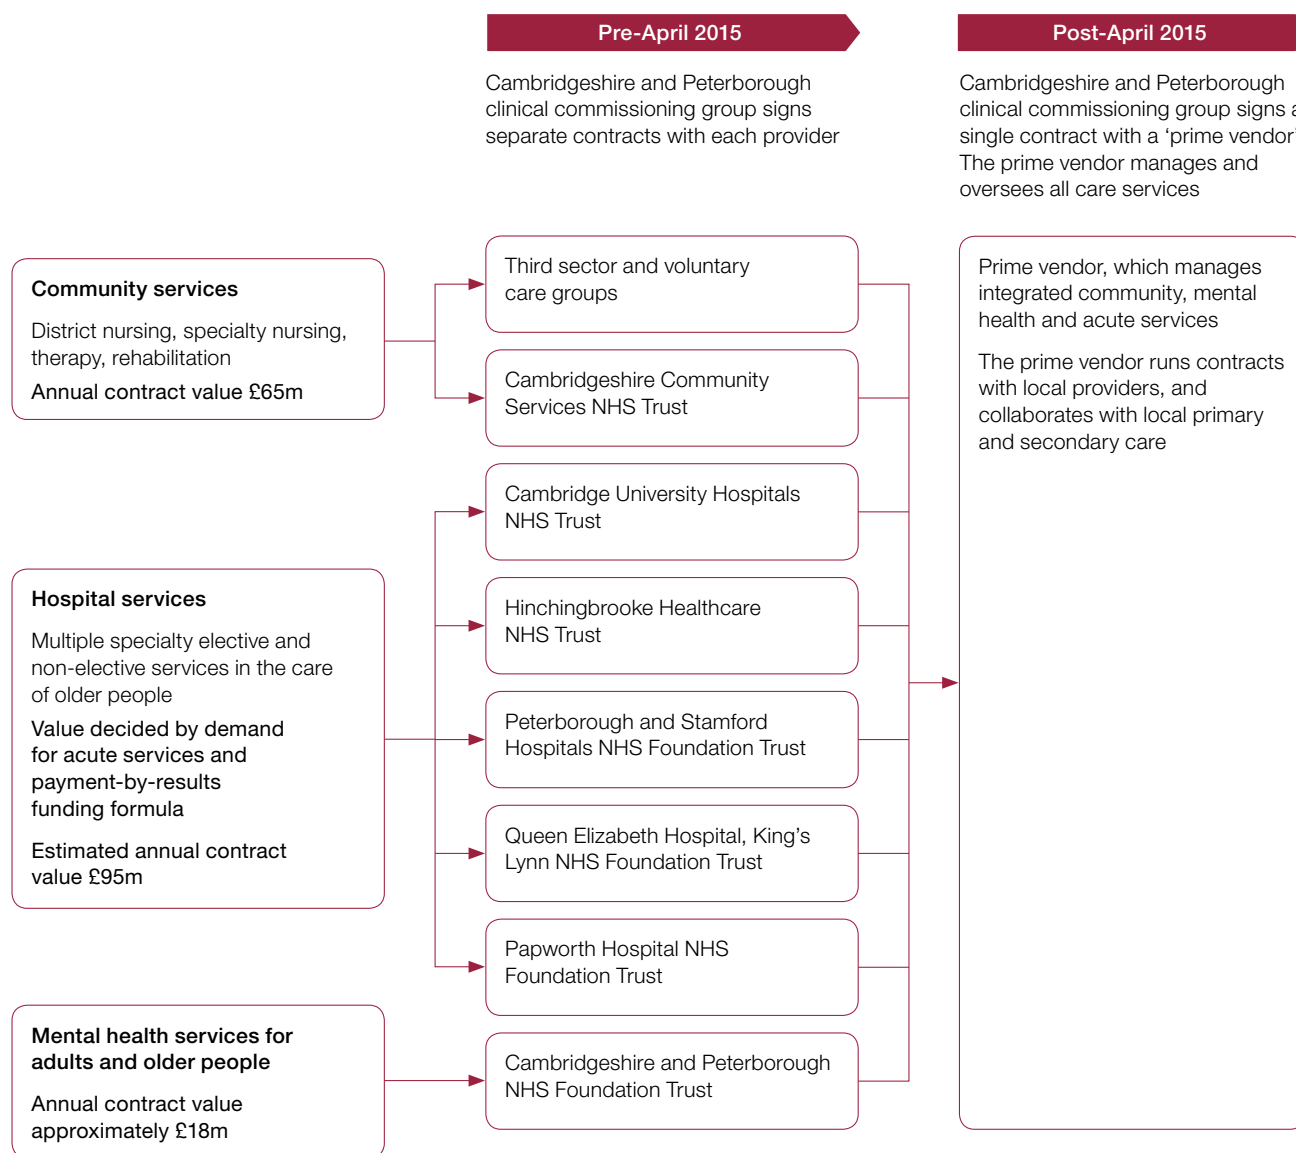 Pre-April 2015
Post-April 2015
Cambridgeshire and Peterborough
clinical commissioning group signs
separate contracts with each provider
Cambridgeshire and Peterborough
clinical commissioning group signs a
single contract with a ‘prime vendor’
The prime vendor manages and
oversees all care services
Community services
District nursing, specialty nursing,
therapy, rehabilitation
Annual contract value £65m
Hospital services
Multiple specialty elective and
non-elective services in the care
of older people
Value decided by demand
for acute services and
payment-by-results
funding formula
Estimated annual contract
value £95m
Mental health services for
adults and older people
Annual contract value
approximately £18m
Third sector and voluntary
care groups
Cambridgeshire Community
Services NHS Trust
Cambridge University Hospitals
NHS Trust
Hinchingbrooke Healthcare
NHS Trust
Peterborough and Stamford
Hospitals NHS Foundation Trust
Queen Elizabeth Hospital, King’s
Lynn NHS Foundation Trust
Papworth Hospital NHS
Foundation Trust
Cambridgeshire and Peterborough
NHS Foundation Trust
Prime vendor, which manages
integrated community, mental
health and acute services
The prime vendor runs contracts
with local providers, and
collaborates with local primary
and secondary care